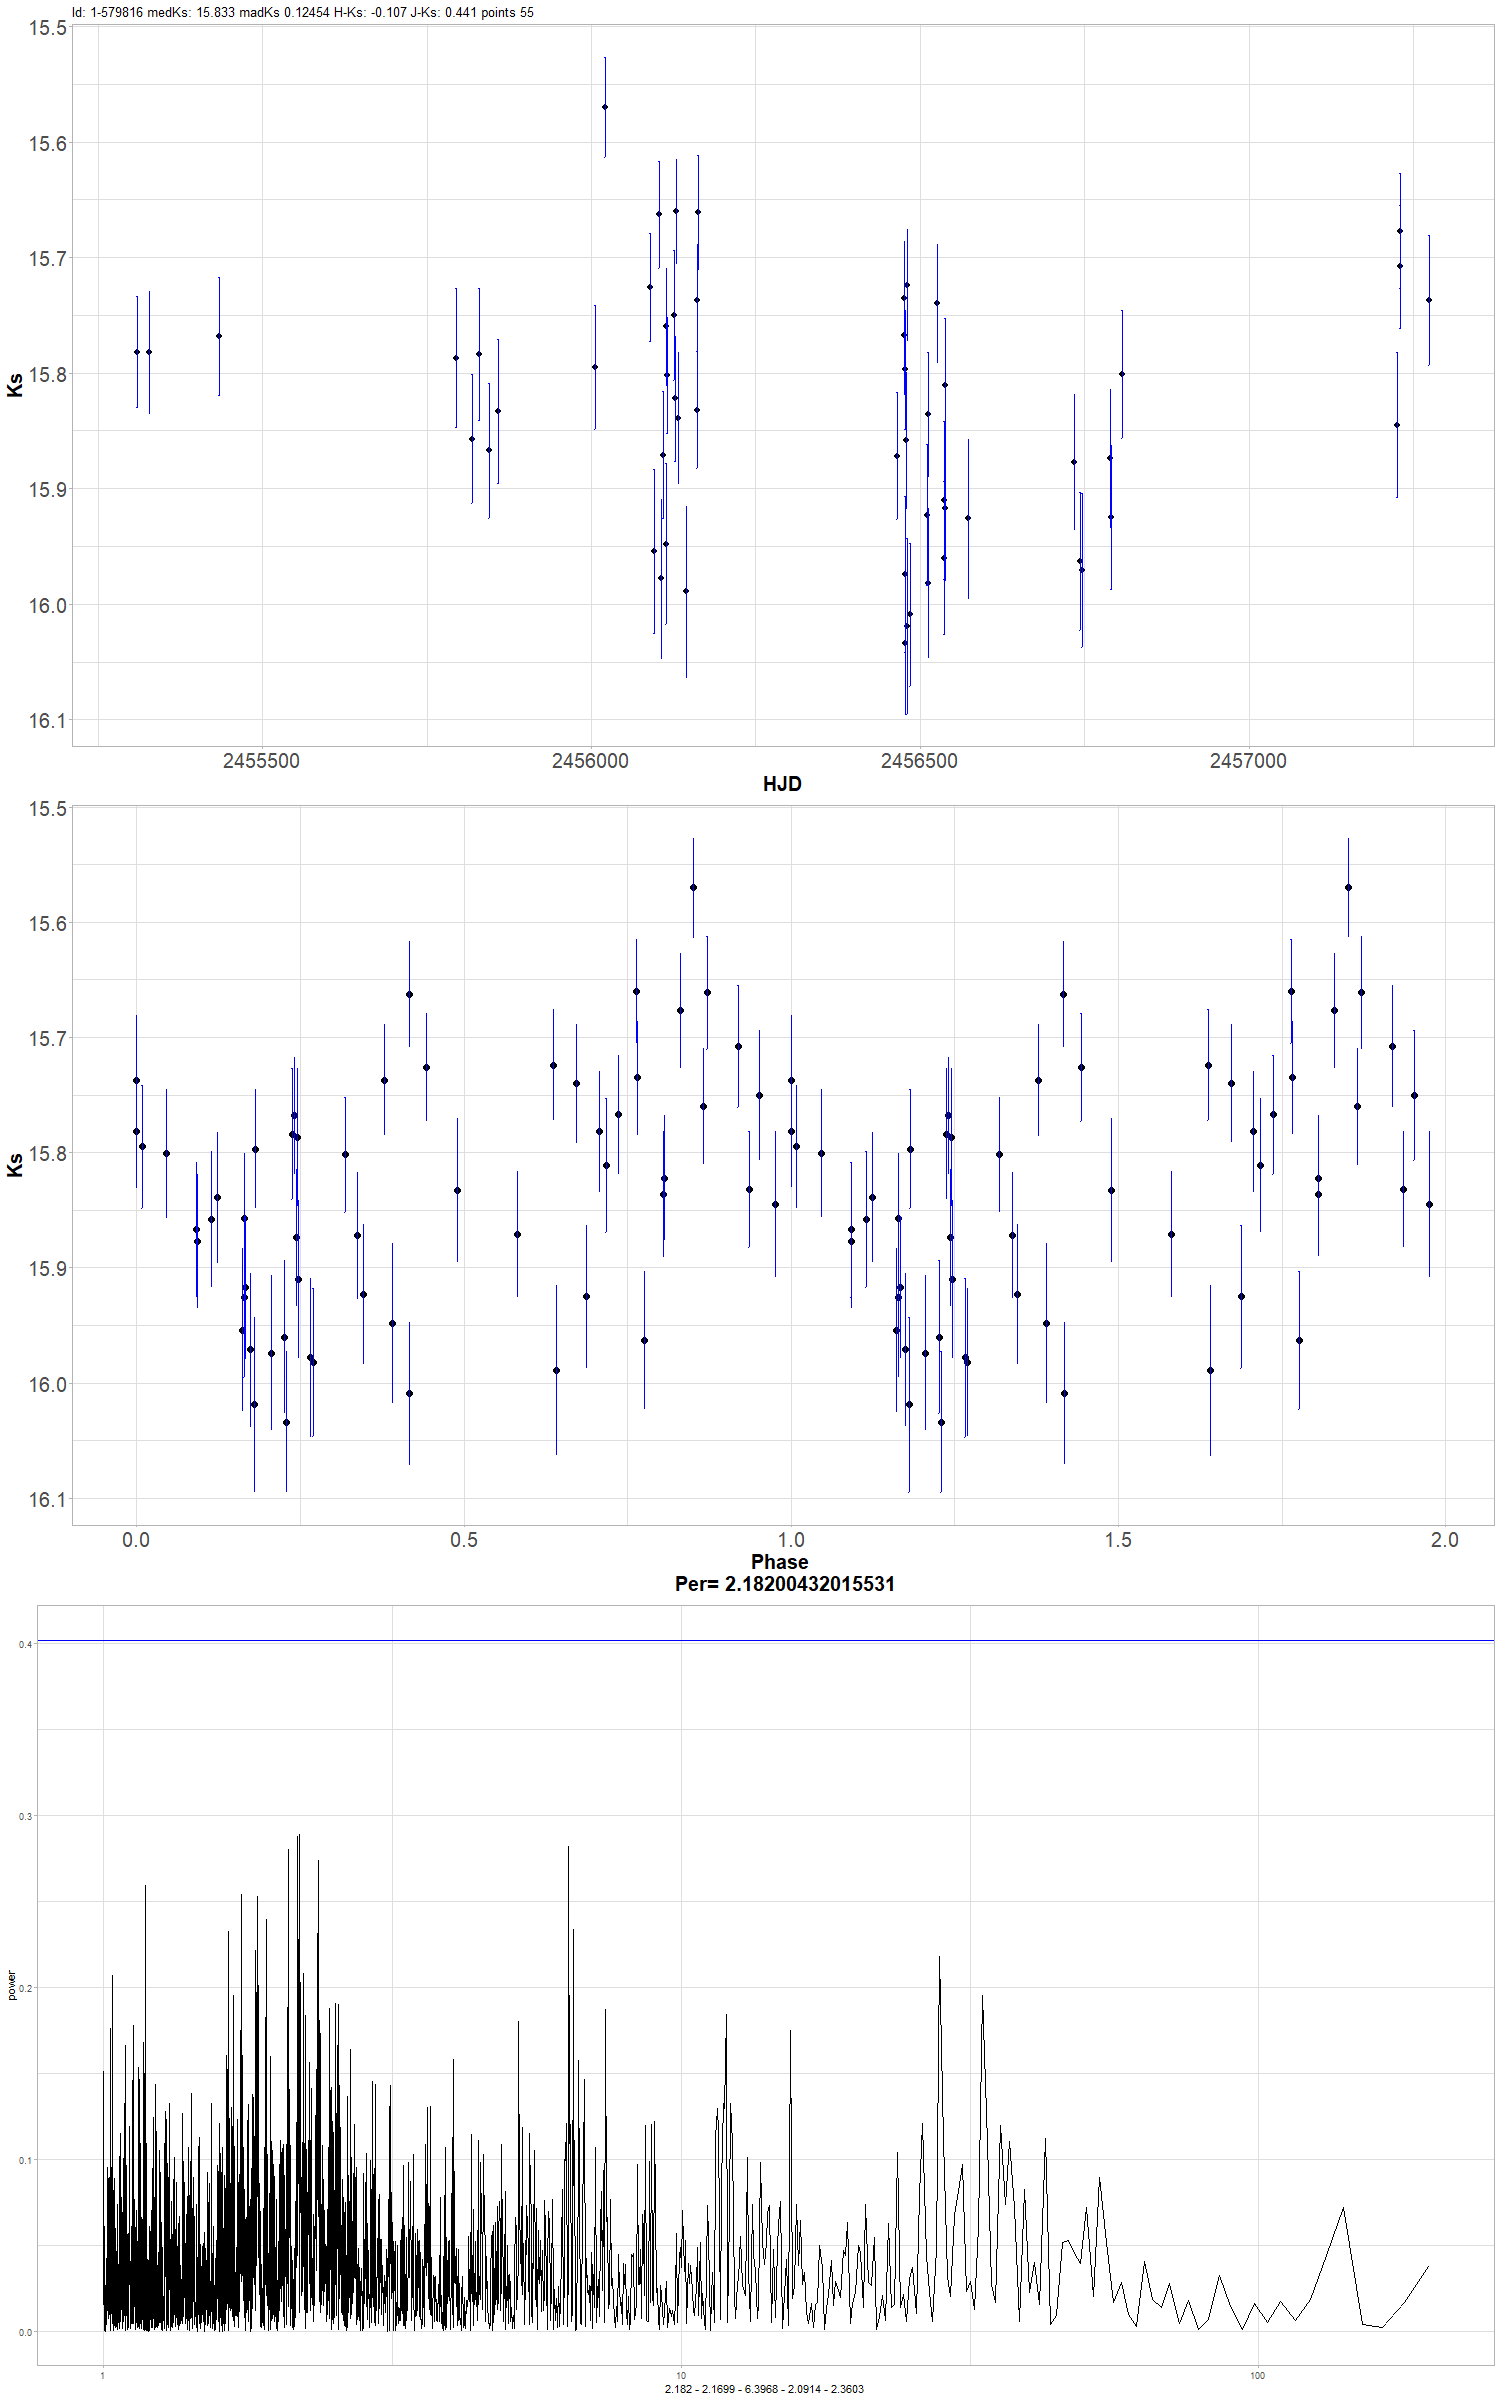 Id: 1-579816 medKs: 15.833 madKs 0.12454 H-Ks: -0.107 J-Ks: 0.441 points 55
15.5
15.6
15.7
15.8
15.9
16.0
16.1
Ks
2455500 2456000 2456500 2457000
HJD
15.5
15.6
15.7
15.8
15.9
16.0
16.1
Ks
0.0 0.5 1.0 1.5 2.0
Phase
Per= 2.18200432015531
0.4
0.3
0.2
0.1
0.0
power
1 10 100
2.182 - 2.1699 - 6.3968 - 2.0914 - 2.3603